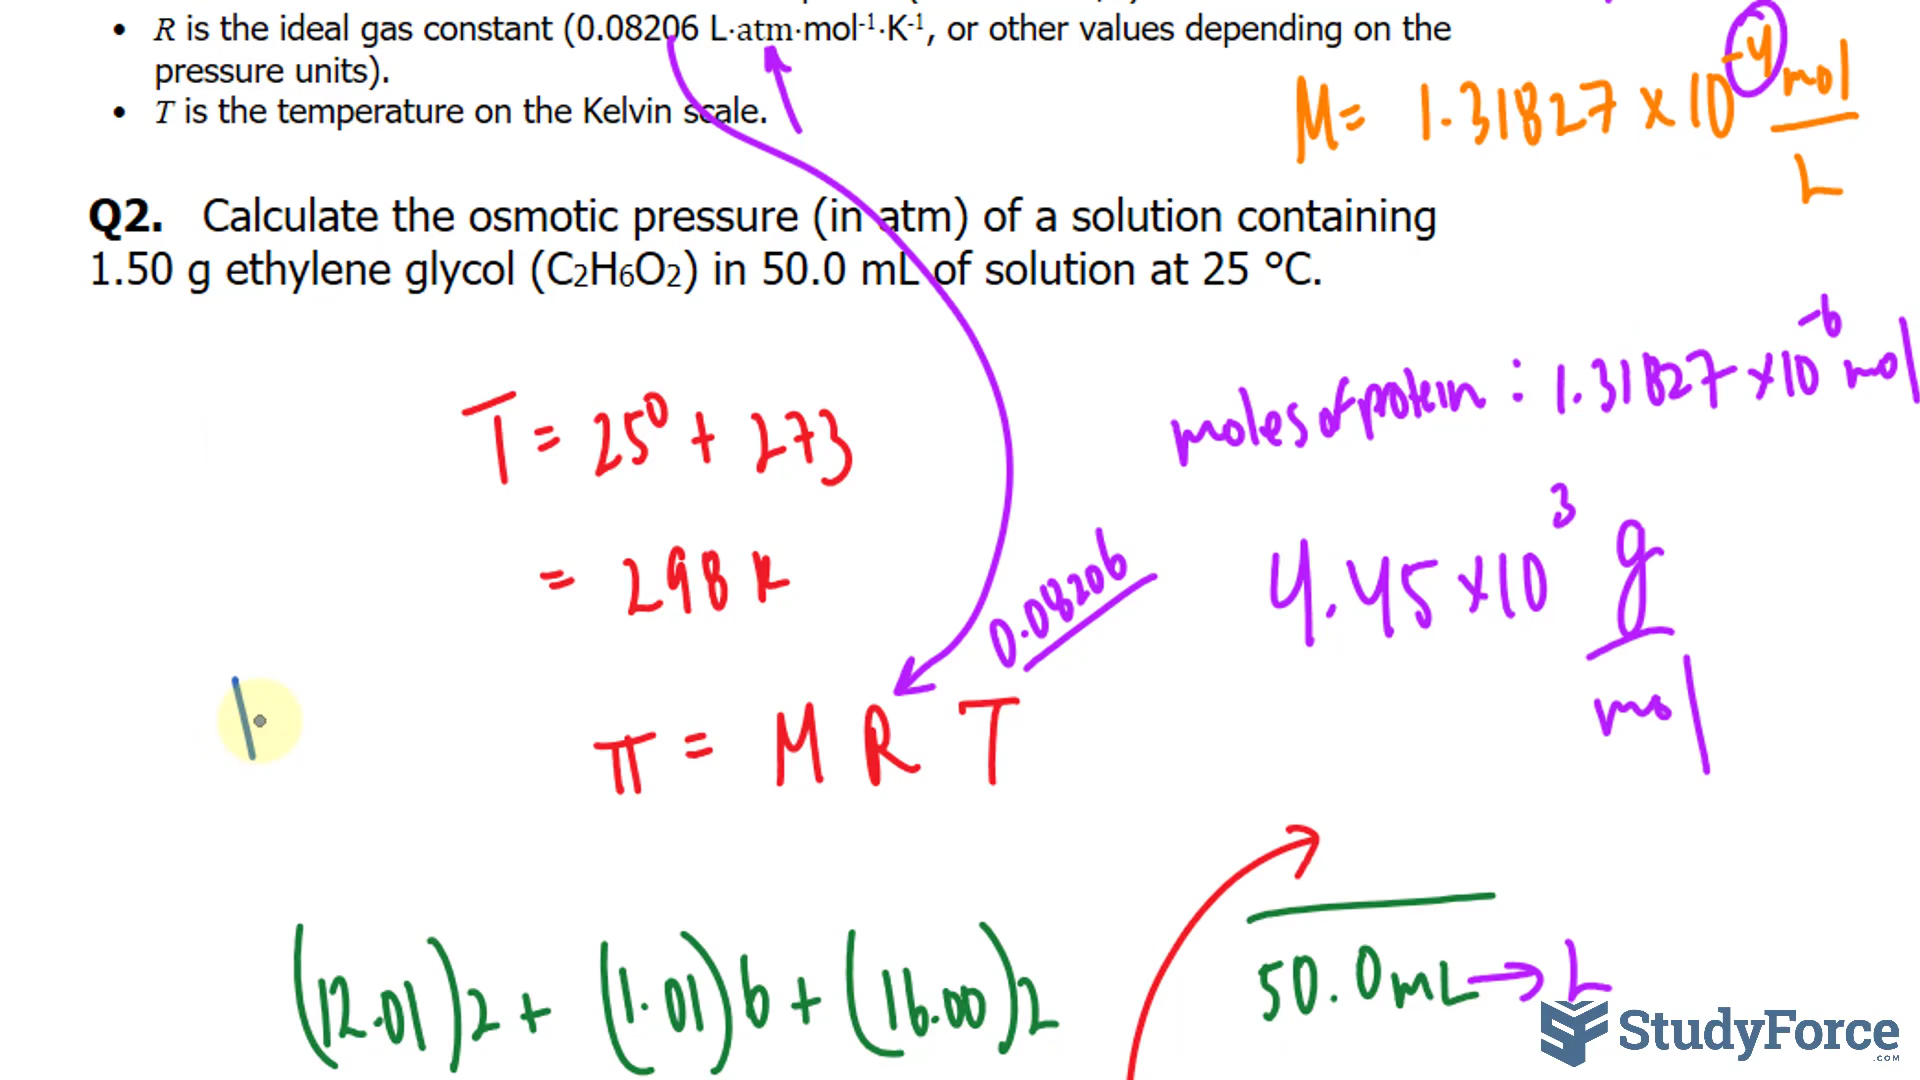 • R is the ideal gas constant (0.08206 L·atm·mol-1·K-1, or other values depending on the
pressure units).
• T is the temperature on the Kelvin scale.
M = 1.31827 × 10-4 mol
L
Q2. Calculate the osmotic pressure (in atm) of a solution containing
1.50 g ethylene glycol (C2H6O2) in 50.0 mL of solution at 25 °C.
moles of protein : 1.31827 × 10-6 mol
T = 25° + 273
= 298 K
4.45 × 10^3 g
mol
0.08206
π = M R T
(12.01)2 + (1.01)6 + (16.00)2
50.0 mL → L
StudyForce
.COM